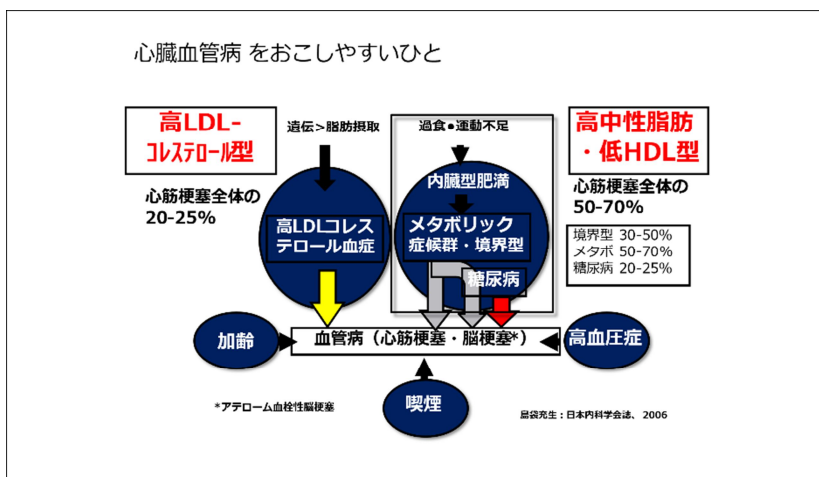 心臓血管病 をおこしやすいひと
高LDL-
ｺﾚｽﾃﾛｰﾙ型
心筋梗塞全体の
20-25%
遺伝>脂肪摂取
高LDLコレス
テロール血症
過食●運動不足
内臓型肥満
メタボリック
症候群・境界型
糖尿病
高中性脂肪
・低HDL型
心筋梗塞全体の
50-70%
境界型 30-50%
メタボ 50-70%
糖尿病 20-25%
加齢
血管病（心筋梗塞・脳梗塞*）
高血圧症
喫煙
*アテローム血栓性脳梗塞
島袋充生：日本内科学会誌、2006